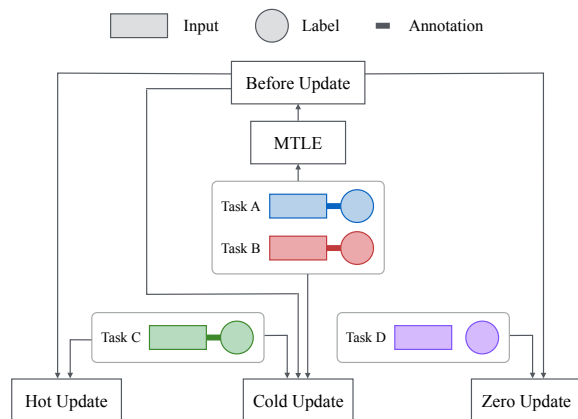 Input Label Annotation
Before Update
MTLE
Task A
Task B
Task C Task D
Hot Update Cold Update Zero Update